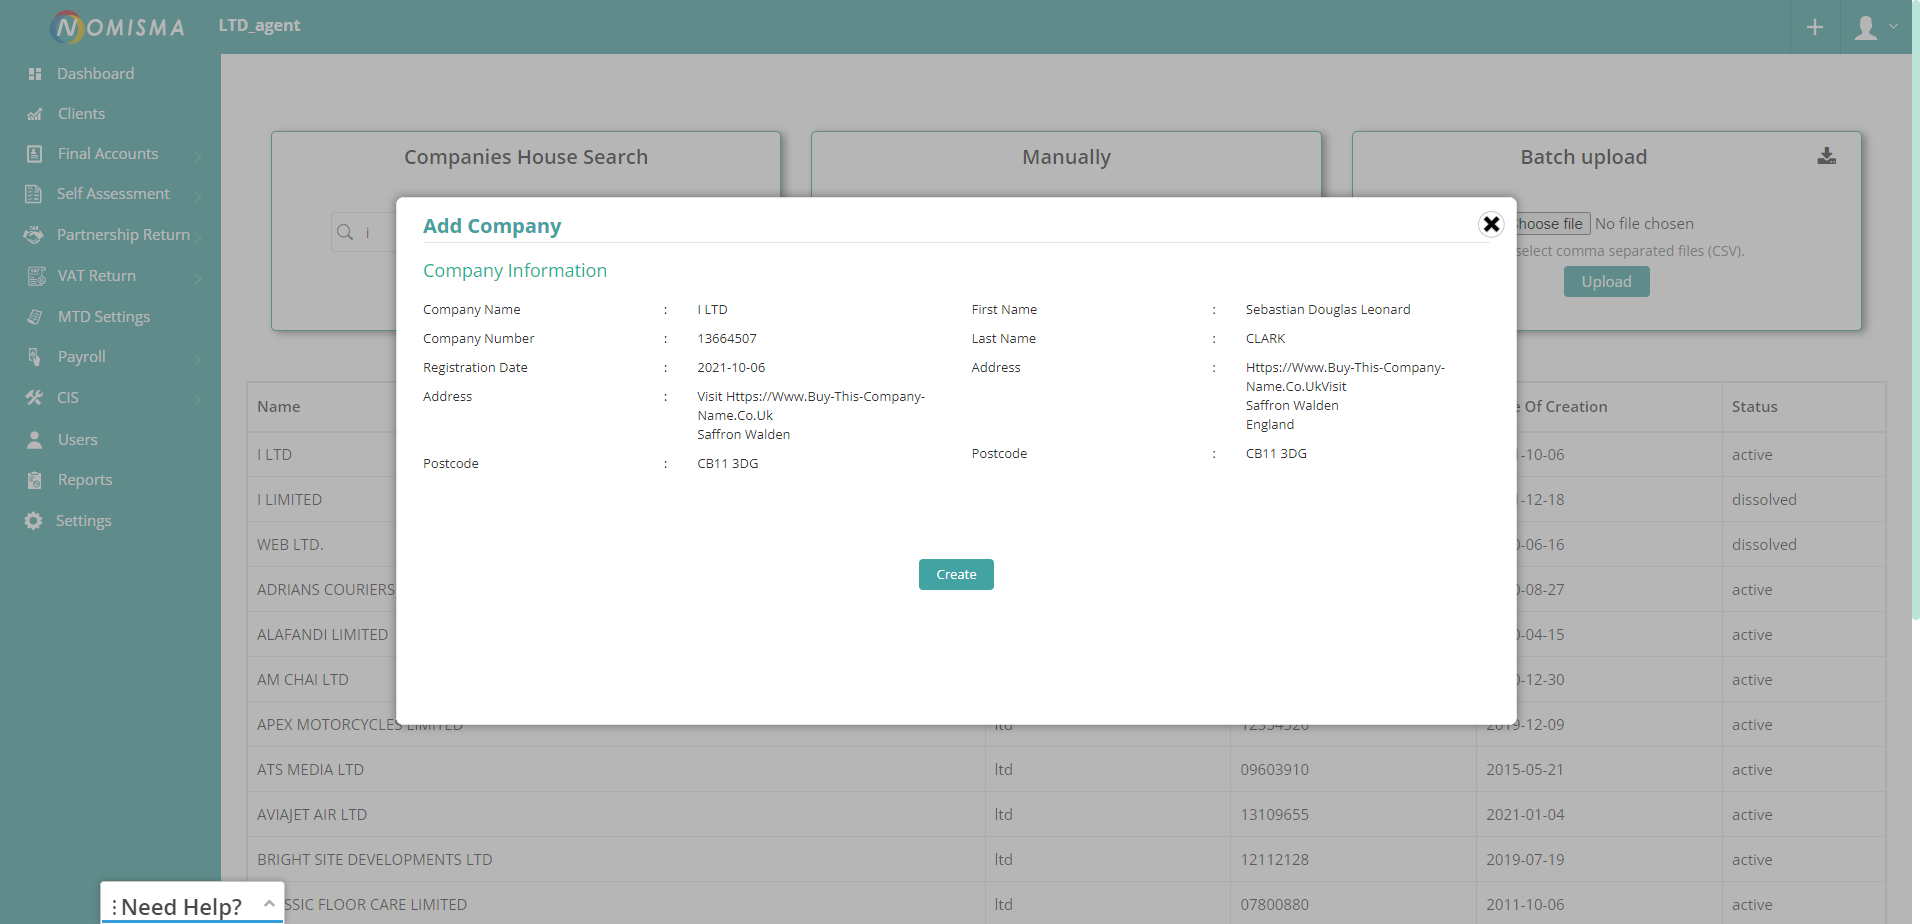 NOMISMA
LTD_agent
Dashboard
Clients
Final Accounts
Self Assessment
Partnership Return
VAT Return
MTD Settings
Payroll
CIS
Users
Reports
Settings
Companies House Search
Manually
Batch upload
i
hoose file No file chosen
select comma separated files (CSV).
Upload
Add Company
Company Information
Company Name : I LTD
Company Number : 13664507
Registration Date : 2021-10-06
Address : Visit Https://Www.Buy-This-Company-
Name.Co.Uk
Saffron Walden
Postcode : CB11 3DG
First Name : Sebastian Douglas Leonard
Last Name : CLARK
Address : Https://Www.Buy-This-Company-
Name.Co.UkVisit
Saffron Walden
England
Postcode : CB11 3DG
Create
Name Of Creation Status
I LTD -10-06 active
I LIMITED -12-18 dissolved
WEB LTD. -06-16 dissolved
ADRIANS COURIERS -08-27 active
ALAFANDI LIMITED -04-15 active
AM CHAI LTD -12-30 active
APEX MOTORCYCLES LIMITED ltd 12354526 2019-12-09 active
ATS MEDIA LTD ltd 09603910 2015-05-21 active
AVIAJET AIR LTD ltd 13109655 2021-01-04 active
BRIGHT SITE DEVELOPMENTS LTD ltd 12112128 2019-07-19 active
SSIC FLOOR CARE LIMITED ltd 07800880 2011-10-06 active
Need Help?